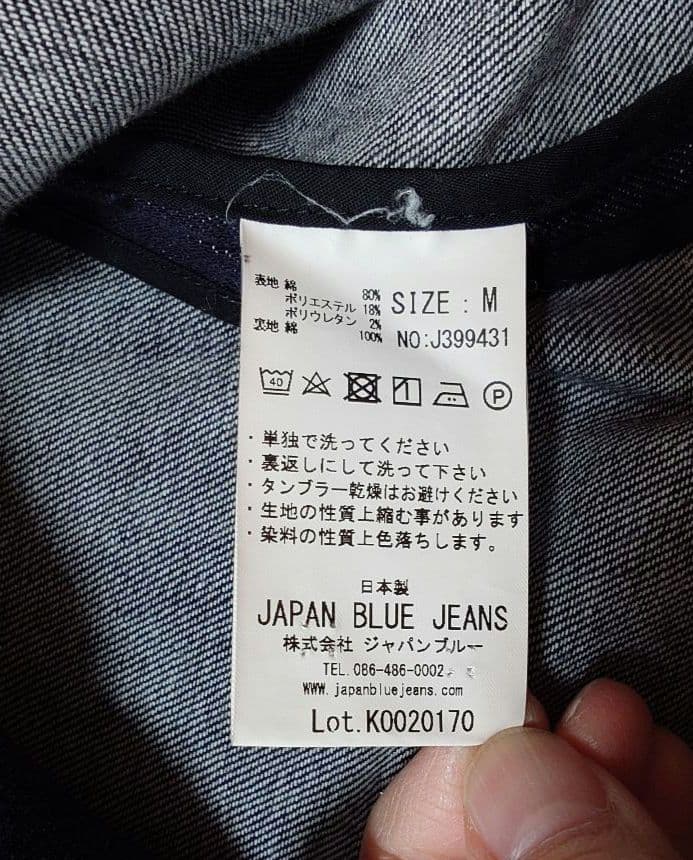 表地 綿 80%
ポリエステル 18%
ポリウレタン 2%
裏地 綿 100%
SIZE : M
NO:J399431
40
P
・単独で洗ってください
・裏返しにして洗って下さい
・タンブラー乾燥はお避けください
・生地の性質上縮む事があります
・染料の性質上色落ちします。
日本製
JAPAN BLUE JEANS
株式会社 ジャパンブルー
TEL. 086-486-0002
www.japanbluejeans.com
Lot.K0020170